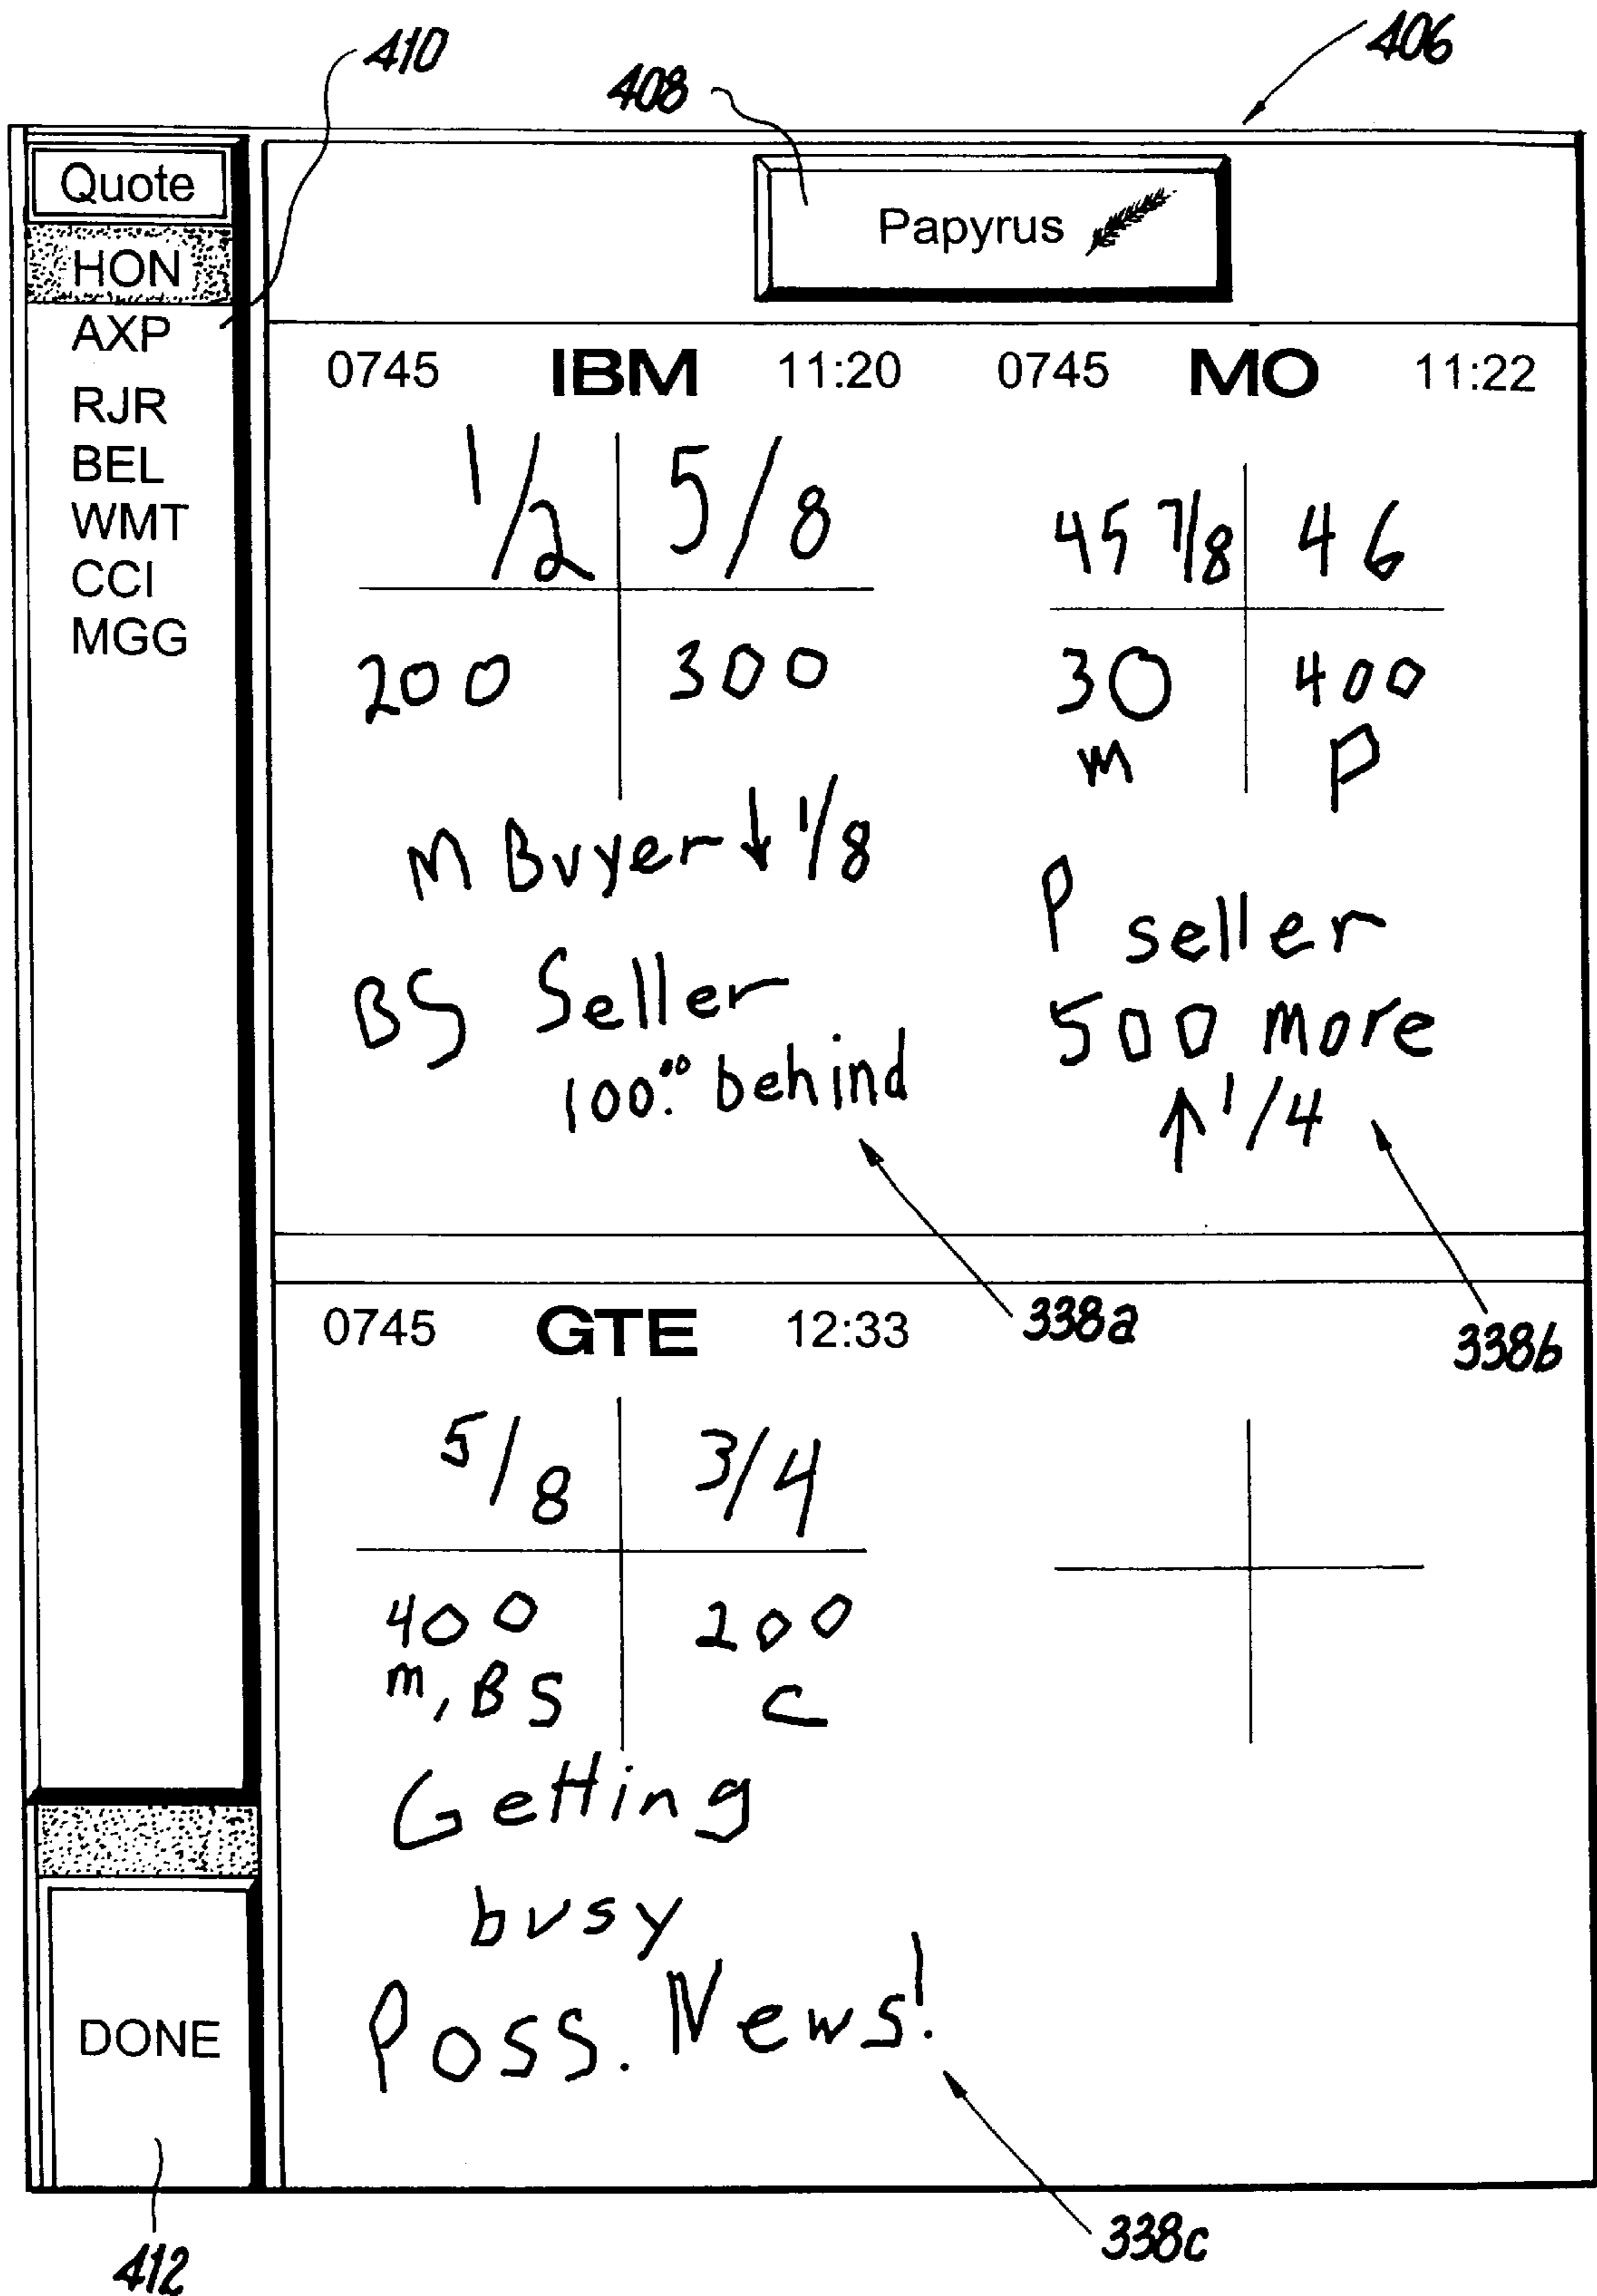 410
408
406
Quote
HON
AXP
RJR
BEL
WMT
CCI
MGG
Papyrus
0745 IBM 11:20
1/2 5/8
200 300
M Buyer ↓ 1/8
BS Seller
100.00 behind
338a
0745 MO 11:22
45 7/8 46
30 400
m P
P seller
500 more
↑ 1/4
338b
0745 GTE 12:33
5/8 3/4
400 200
m, BS C
Getting
busy
Poss. News!
338c
DONE
412